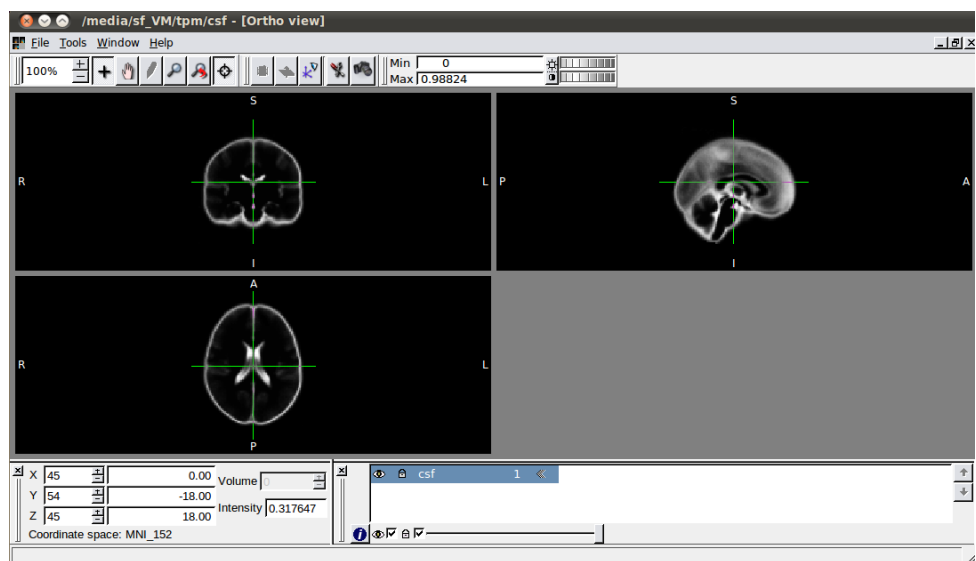 /media/sf_VM/tpm/csf - [Ortho view]
File Tools Window Help
100% Min 0
Max 0.98824
S S
R L P A
I I
A
R L
P
X 45 0.00 Volume 0
Y 54 -18.00
Intensity 0.317647
Z 45 18.00
Coordinate space: MNI_152
csf 1